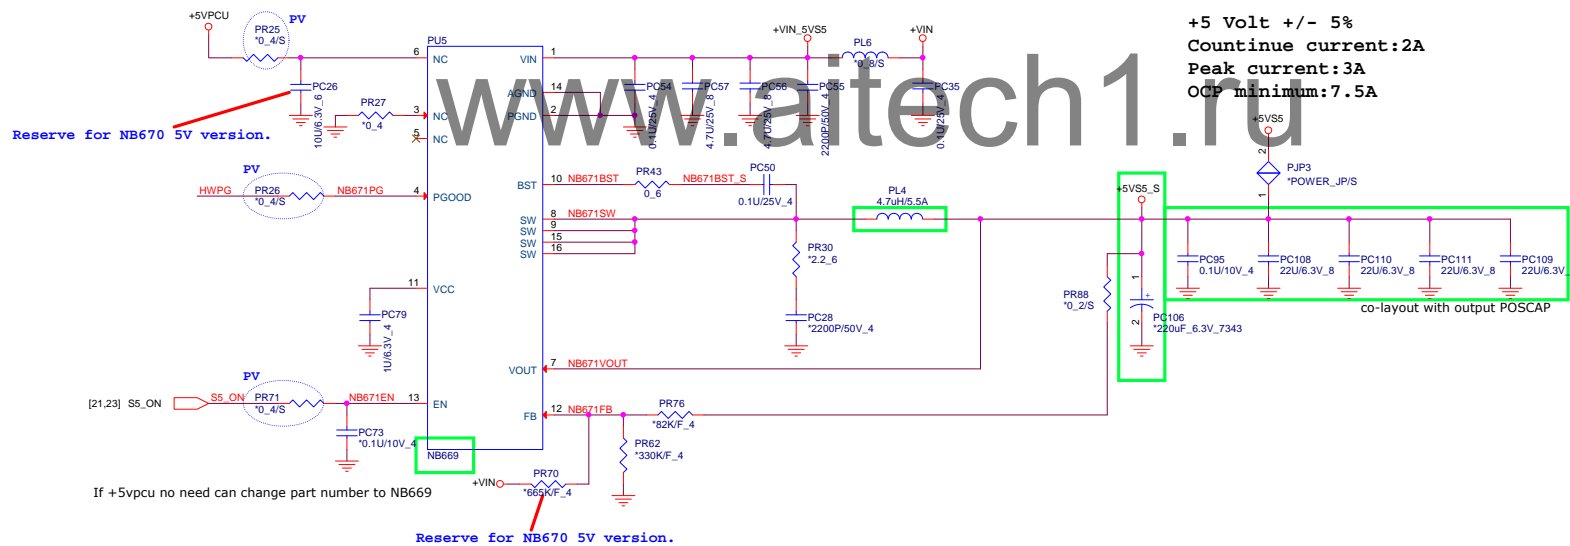 +5VPCU
PV
PR25
*0_4/S
PC26
10U/6.3V_6
Reserve for NB670 5V version.
PR27
*0_4
PU5
6
NC
3
NC
5
NC
4
PGOOD
11
VCC
13
EN
NB669
VIN
1
AGND
14
PGND
2
BST
10
SW
8
SW
9
SW
15
SW
16
VOUT
7
FB
12
PV
HWPG
PR26
*0_4/S
NB671PG
PC79
1U/6.3V_4
PV
[21,23] S5_ON
S5_ON
PR71
*0_4/S
NB671EN
PC73
*0.1U/10V_4
If +5vpcu no need can change part number to NB669
+VIN_5VS5
PL6
*0_8/S
+VIN
PC54
0.1U/25V_4
PC57
4.7U/25V_8
PC56
4.7U/25V_8
PC55
2200P/50V_4
PC35
0.1U/25V_4
www.aitech1.ru
+5 Volt +/- 5%
Countinue current:2A
Peak current:3A
OCP minimum:7.5A
NB671BST
PR43
0_6
NB671BST_S
PC50
0.1U/25V_4
NB671SW
PL4
4.7uH/5.5A
PR30
*2.2_6
PC28
*2200P/50V_4
NB671VOUT
NB671FB
PR76
*82K/F_4
PR62
*330K/F_4
+VIN
PR70
*665K/F_4
Reserve for NB670 5V version.
PR88
*0_2/S
+5VS5_S
1
+
2
PC106
*220uF_6.3V_7343
+5VS5
2
PJP3
*POWER_JP/S
1
PC95
0.1U/10V_4
PC108
22U/6.3V_8
PC110
22U/6.3V_8
PC111
22U/6.3V_8
PC109
22U/6.3V_
co-layout with output POSCAP